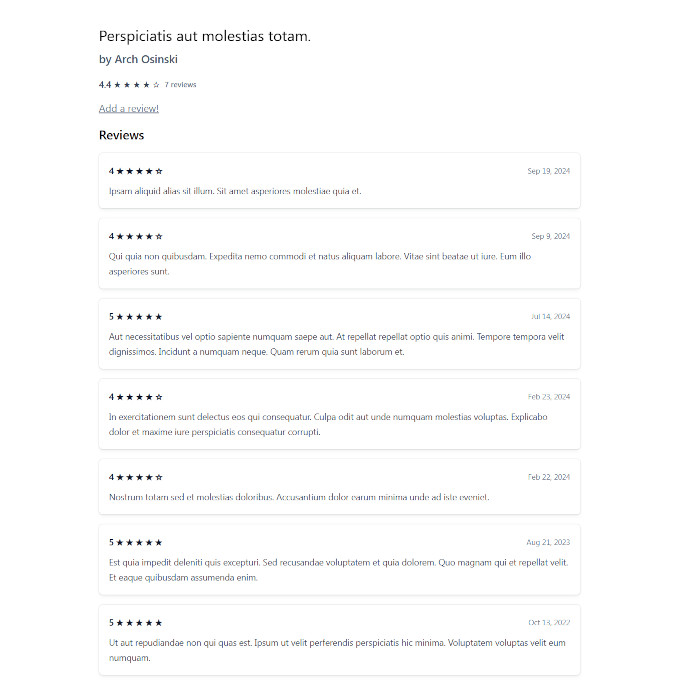 Perspiciatis aut molestias totam.
by Arch Osinski
4.4 ★ ★ ★ ★ ☆ 7 reviews
Add a review!
Reviews
4 ★ ★ ★ ★ ☆ Sep 19, 2024
Ipsam aliquid alias sit illum. Sit amet asperiores molestiae quia et.
4 ★ ★ ★ ★ ☆ Sep 9, 2024
Qui quia non quibusdam. Expedita nemo commodi et natus aliquam labore. Vitae sint beatae ut iure. Eum illo
asperiores sunt.
5 ★ ★ ★ ★ ★ Jul 14, 2024
Aut necessitatibus vel optio sapiente numquam saepe aut. At repellat repellat optio quis animi. Tempore tempora velit
dignissimos. Incidunt a numquam neque. Quam rerum quia sunt laborum et.
4 ★ ★ ★ ★ ☆ Feb 23, 2024
In exercitationem sunt delectus eos qui consequatur. Culpa odit aut unde numquam molestias voluptas. Explicabo
dolor et maxime iure perspiciatis consequatur corrupti.
4 ★ ★ ★ ★ ☆ Feb 22, 2024
Nostrum totam sed et molestias doloribus. Accusantium dolor earum minima unde ad iste eveniet.
5 ★ ★ ★ ★ ★ Aug 21, 2023
Est quia impedit deleniti quis excepturi. Sed recusandae voluptatem et quia dolorem. Quo magnam qui et repellat velit.
Et eaque quibusdam assumenda enim.
5 ★ ★ ★ ★ ★ Oct 13, 2022
Ut aut repudiandae non qui quas est. Ipsum ut velit perferendis perspiciatis hic minima. Voluptatem voluptas velit eum
numquam.